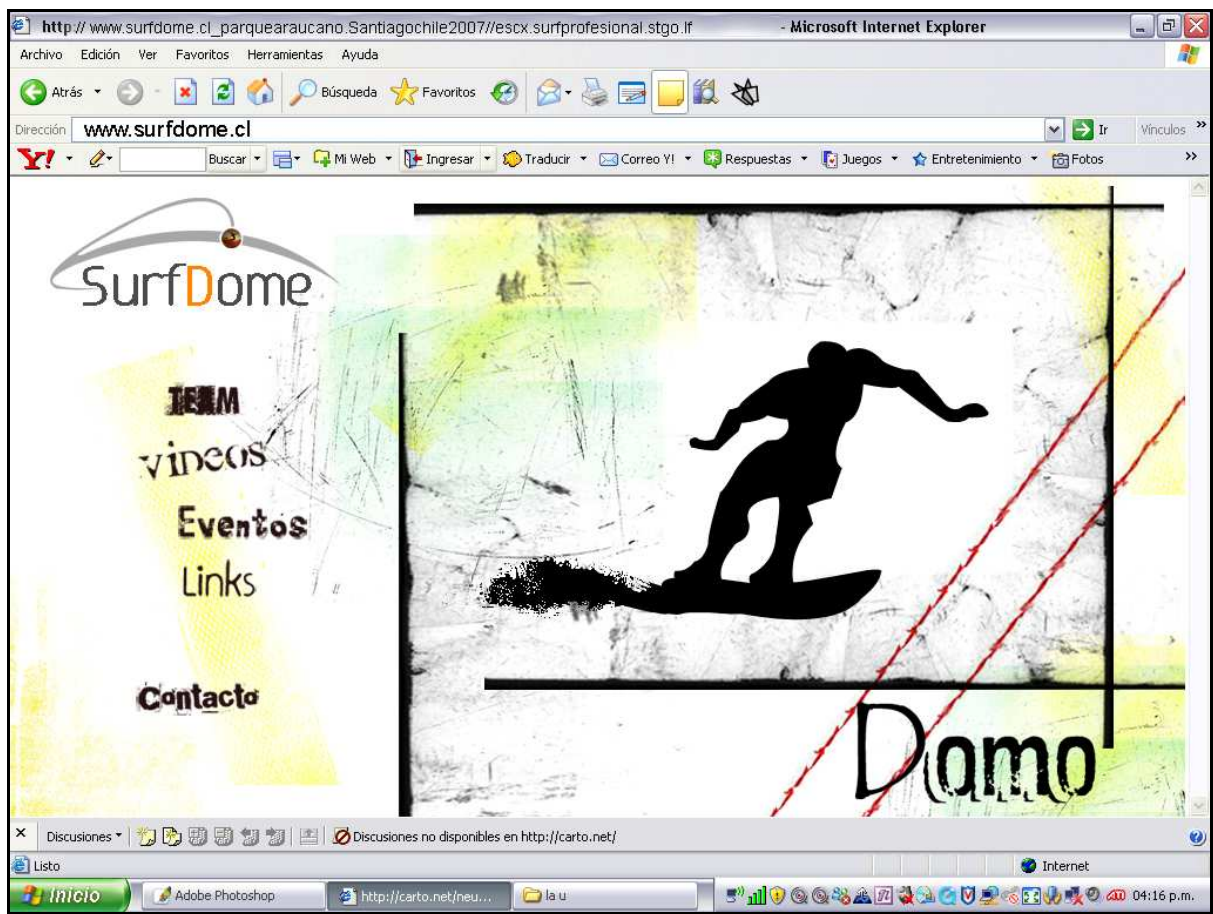 http:// www.surfdome.cl_parquearaucano.Santiagochile2007//escx.surfprofesional.stgo.lf - Microsoft Internet Explorer
Archivo Edición Ver Favoritos Herramientas Ayuda
Atrás Búsqueda Favoritos
Dirección www.surfdome.cl Ir Vínculos »
Y! Buscar Mi Web Ingresar Traducir Correo Y! Respuestas Juegos Entretenimiento Fotos »
SurfDome
TEAM
VIDEOS
Eventos
Links
Contacto
Domo
Discusiones Discusiones no disponibles en http://carto.net/
Listo Internet
Inicio Adobe Photoshop http://carto.net/neu... la u 04:16 p.m.